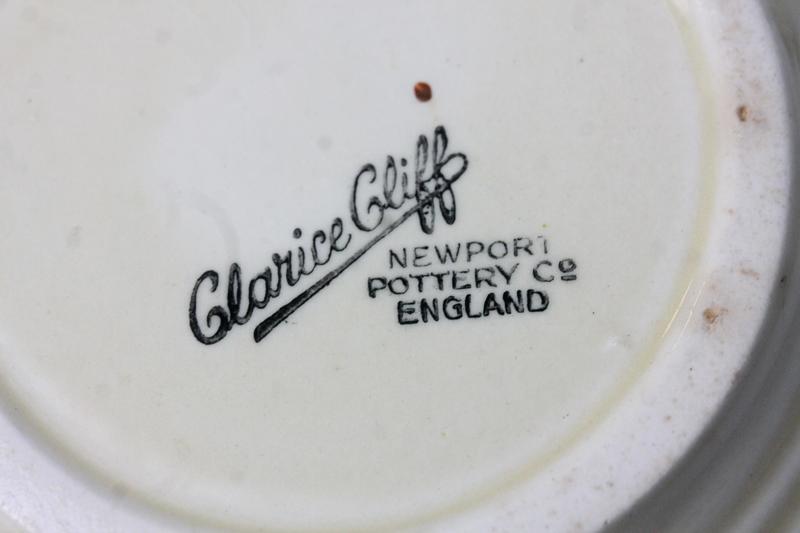 Clarice Cliff
NEWPORT
POTTERY Cº
ENGLAND